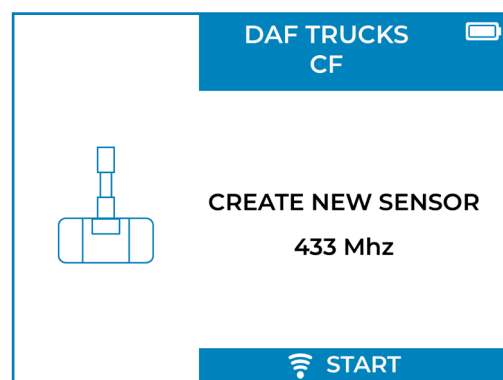 DAF TRUCKS
CF
CREATE NEW SENSOR
433 Mhz
START